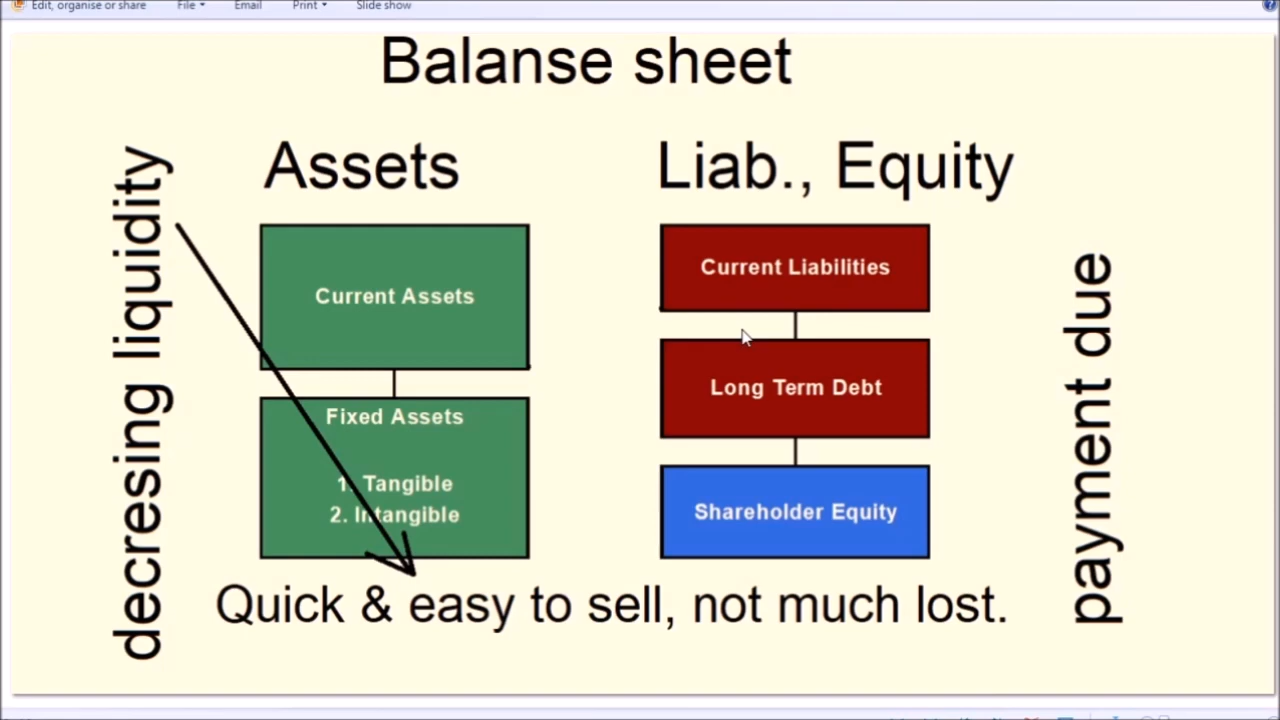 Edit, organise or share File Email Print Slide show
Balanse sheet
Assets
Liab., Equity
decresing liquidity
Current Assets
Fixed Assets
1. Tangible
2. Intangible
Current Liabilities
Long Term Debt
Shareholder Equity
payment due
Quick & easy to sell, not much lost.